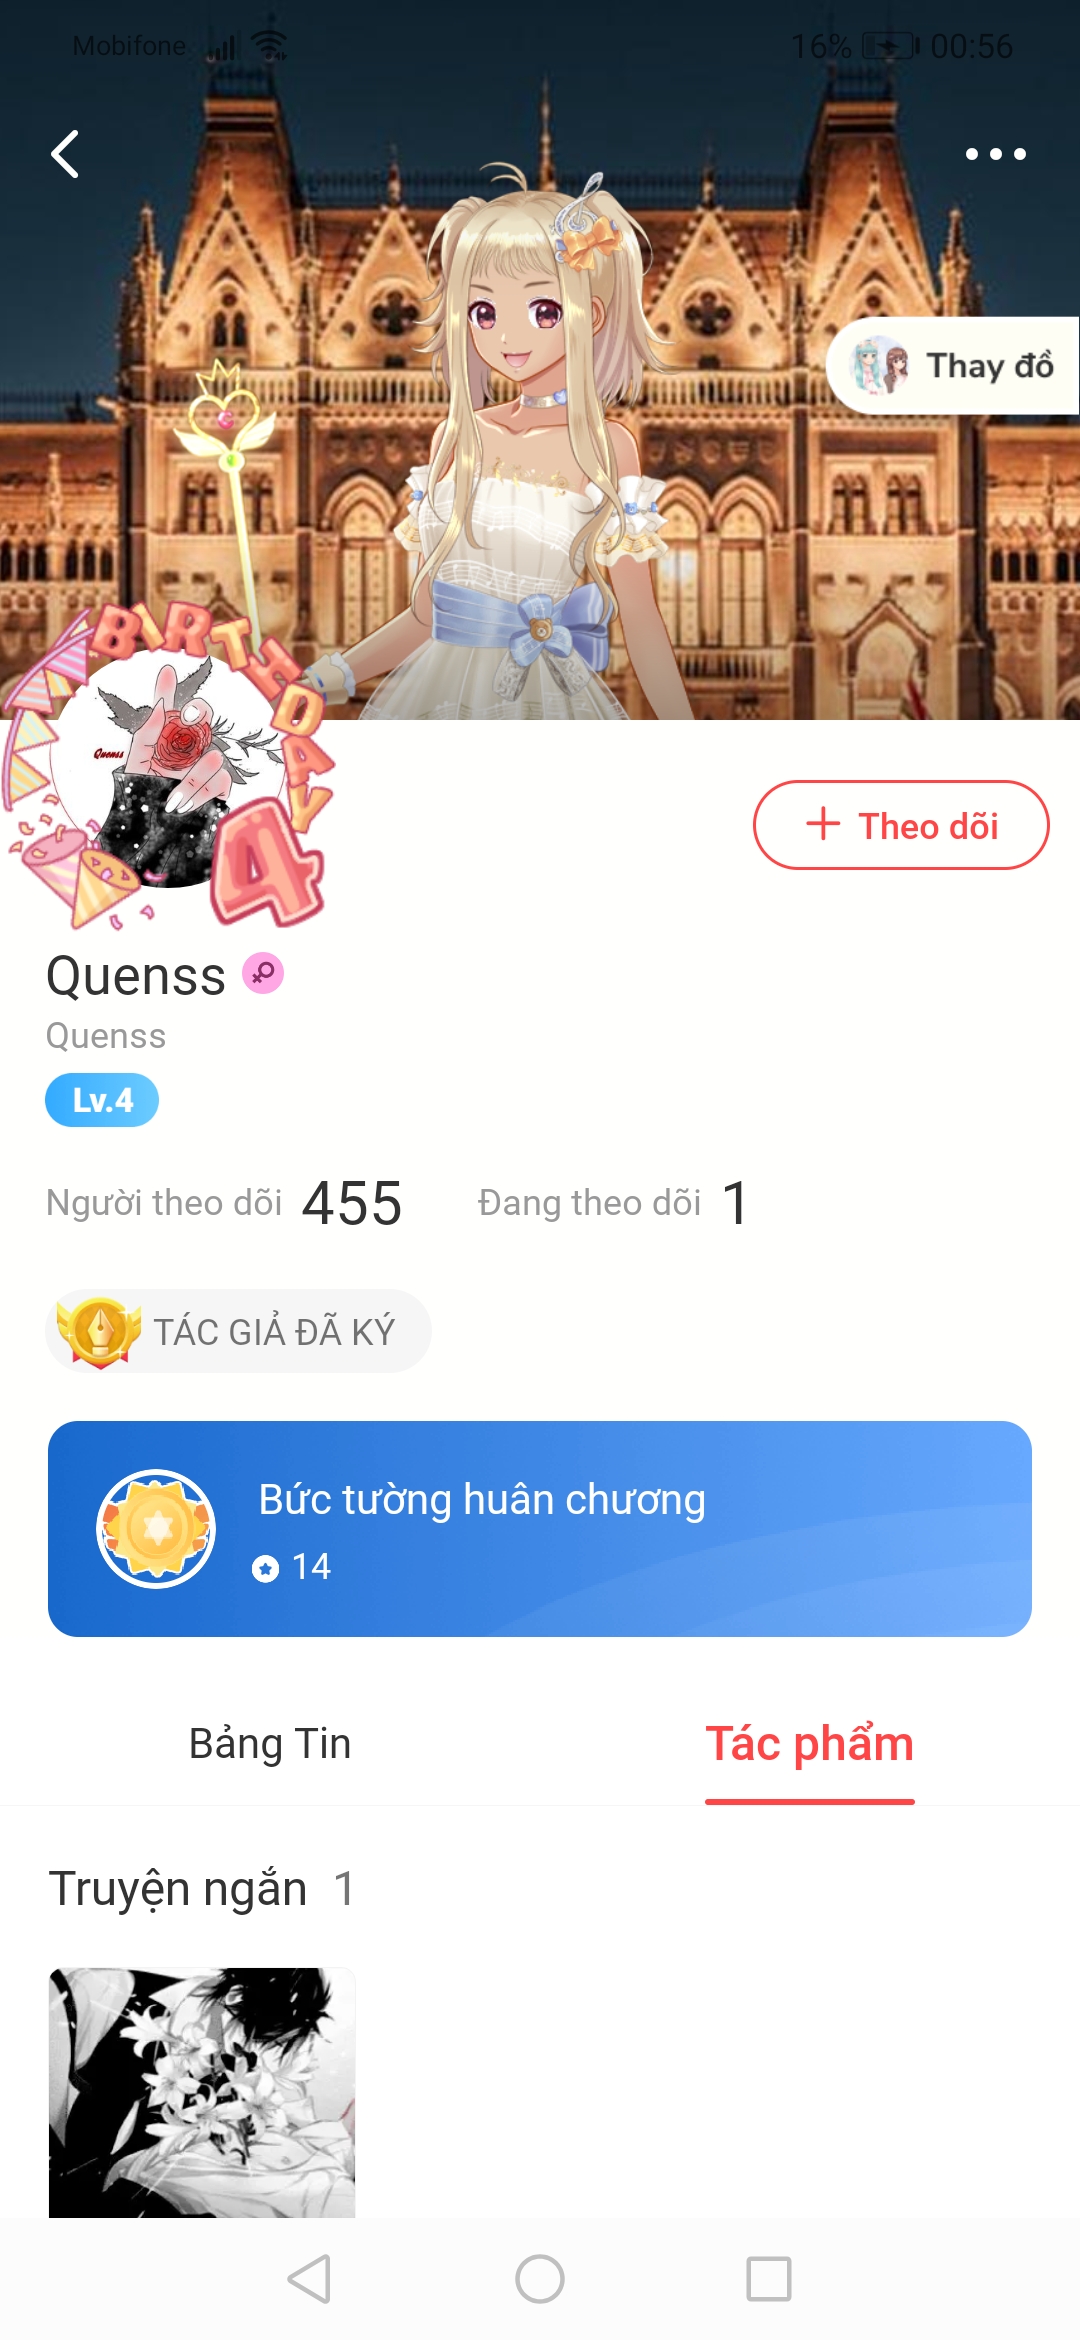 Mobifone
16% 00:56
Thay đồ
BIRTHDAY
Quenss
4
+ Theo dõi
Quenss
Quenss
Lv.4
Người theo dõi 455 Đang theo dõi 1
TÁC GIẢ ĐÃ KÝ
Bức tường huân chương
14
Bảng Tin Tác phẩm
Truyện ngắn 1